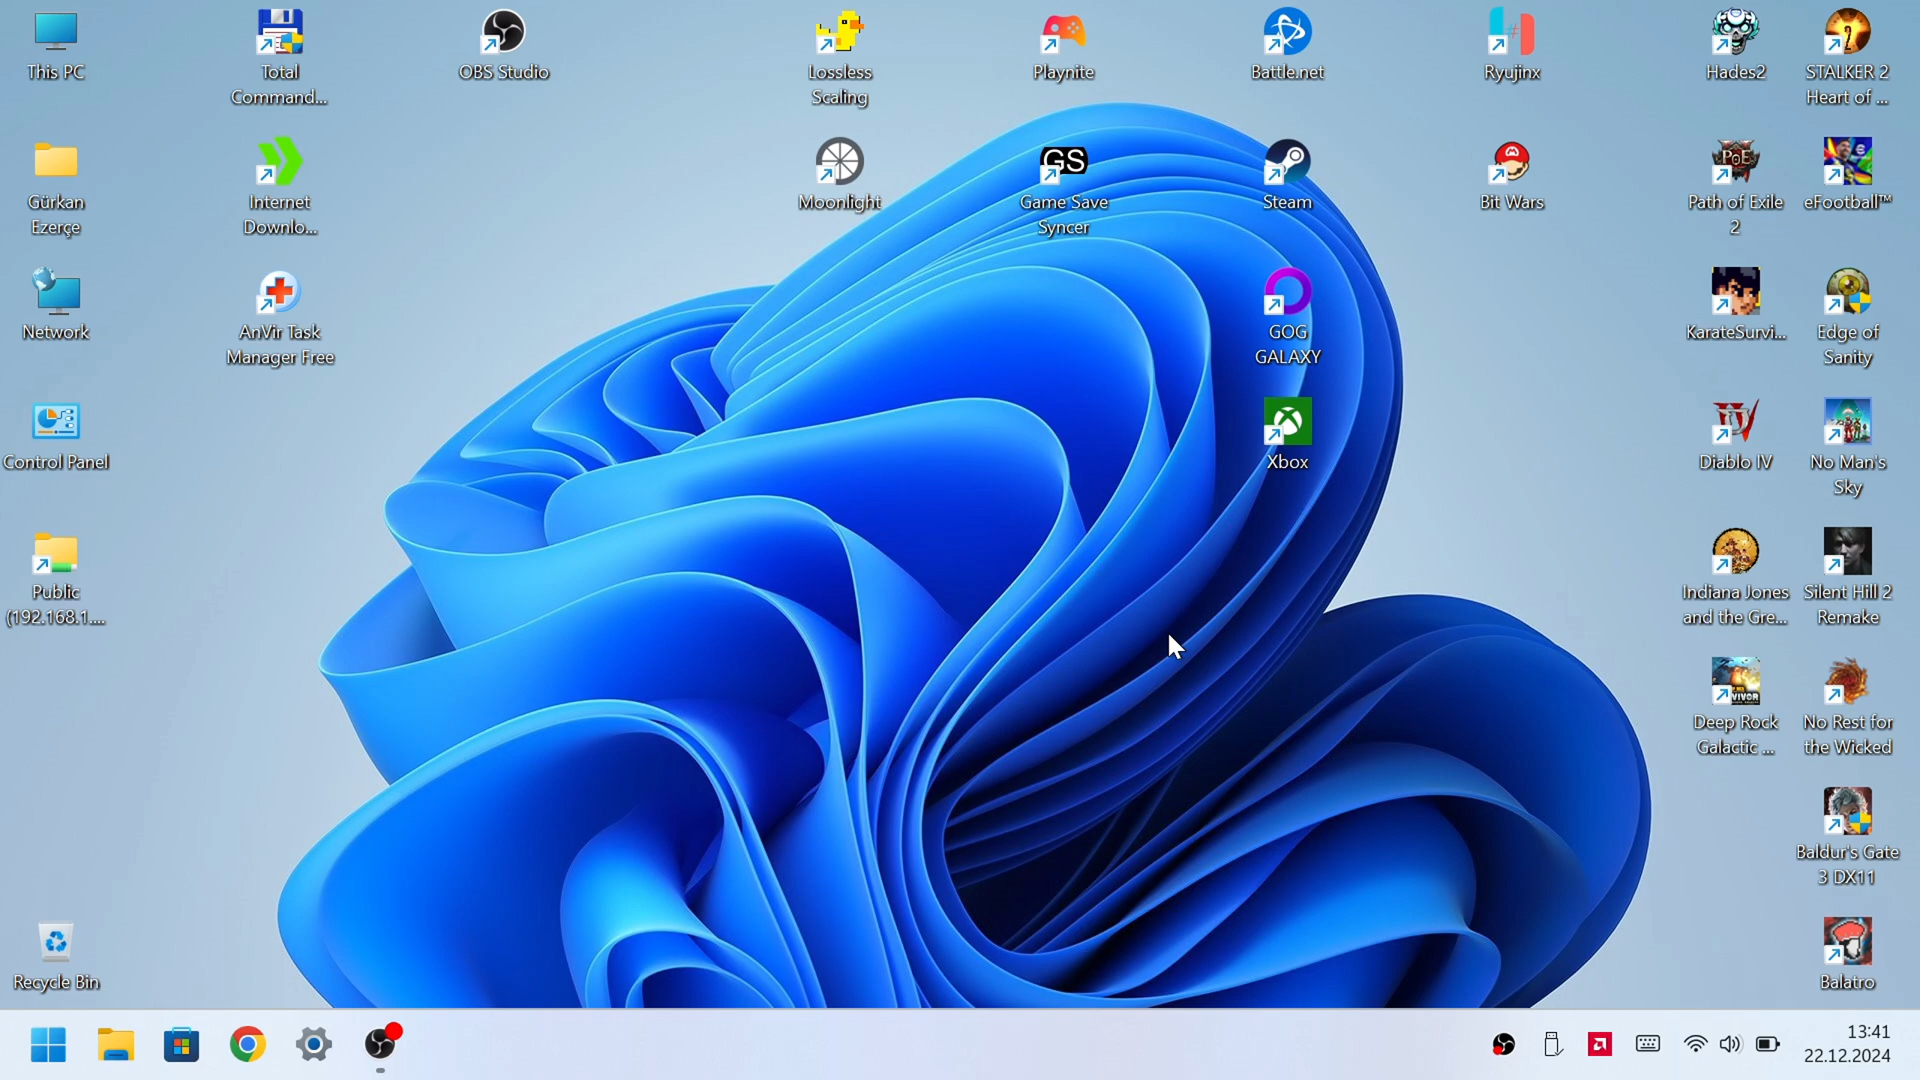 This PC
Total
Command...
OBS Studio
Lossless
Scaling
Playnite
Battle.net
Ryujinx
Hades2
STALKER 2
Heart of ...
Gürkan
Ezerçe
Internet
Downlo...
Moonlight
GS
Game Save
Syncer
Steam
Bit Wars
PoE
Path of Exile
2
eFootball™
Network
AnVir Task
Manager Free
GOG
GALAXY
KarateSurvi...
Edge of
Sanity
Control Panel
Xbox
Diablo IV
No Man's
Sky
Public
(192.168.1....
Indiana Jones
and the Gre...
Silent Hill 2
Remake
Deep Rock
Galactic ...
No Rest for
the Wicked
Baldur's Gate
3 DX11
Recycle Bin
Balatro
13:41
22.12.2024